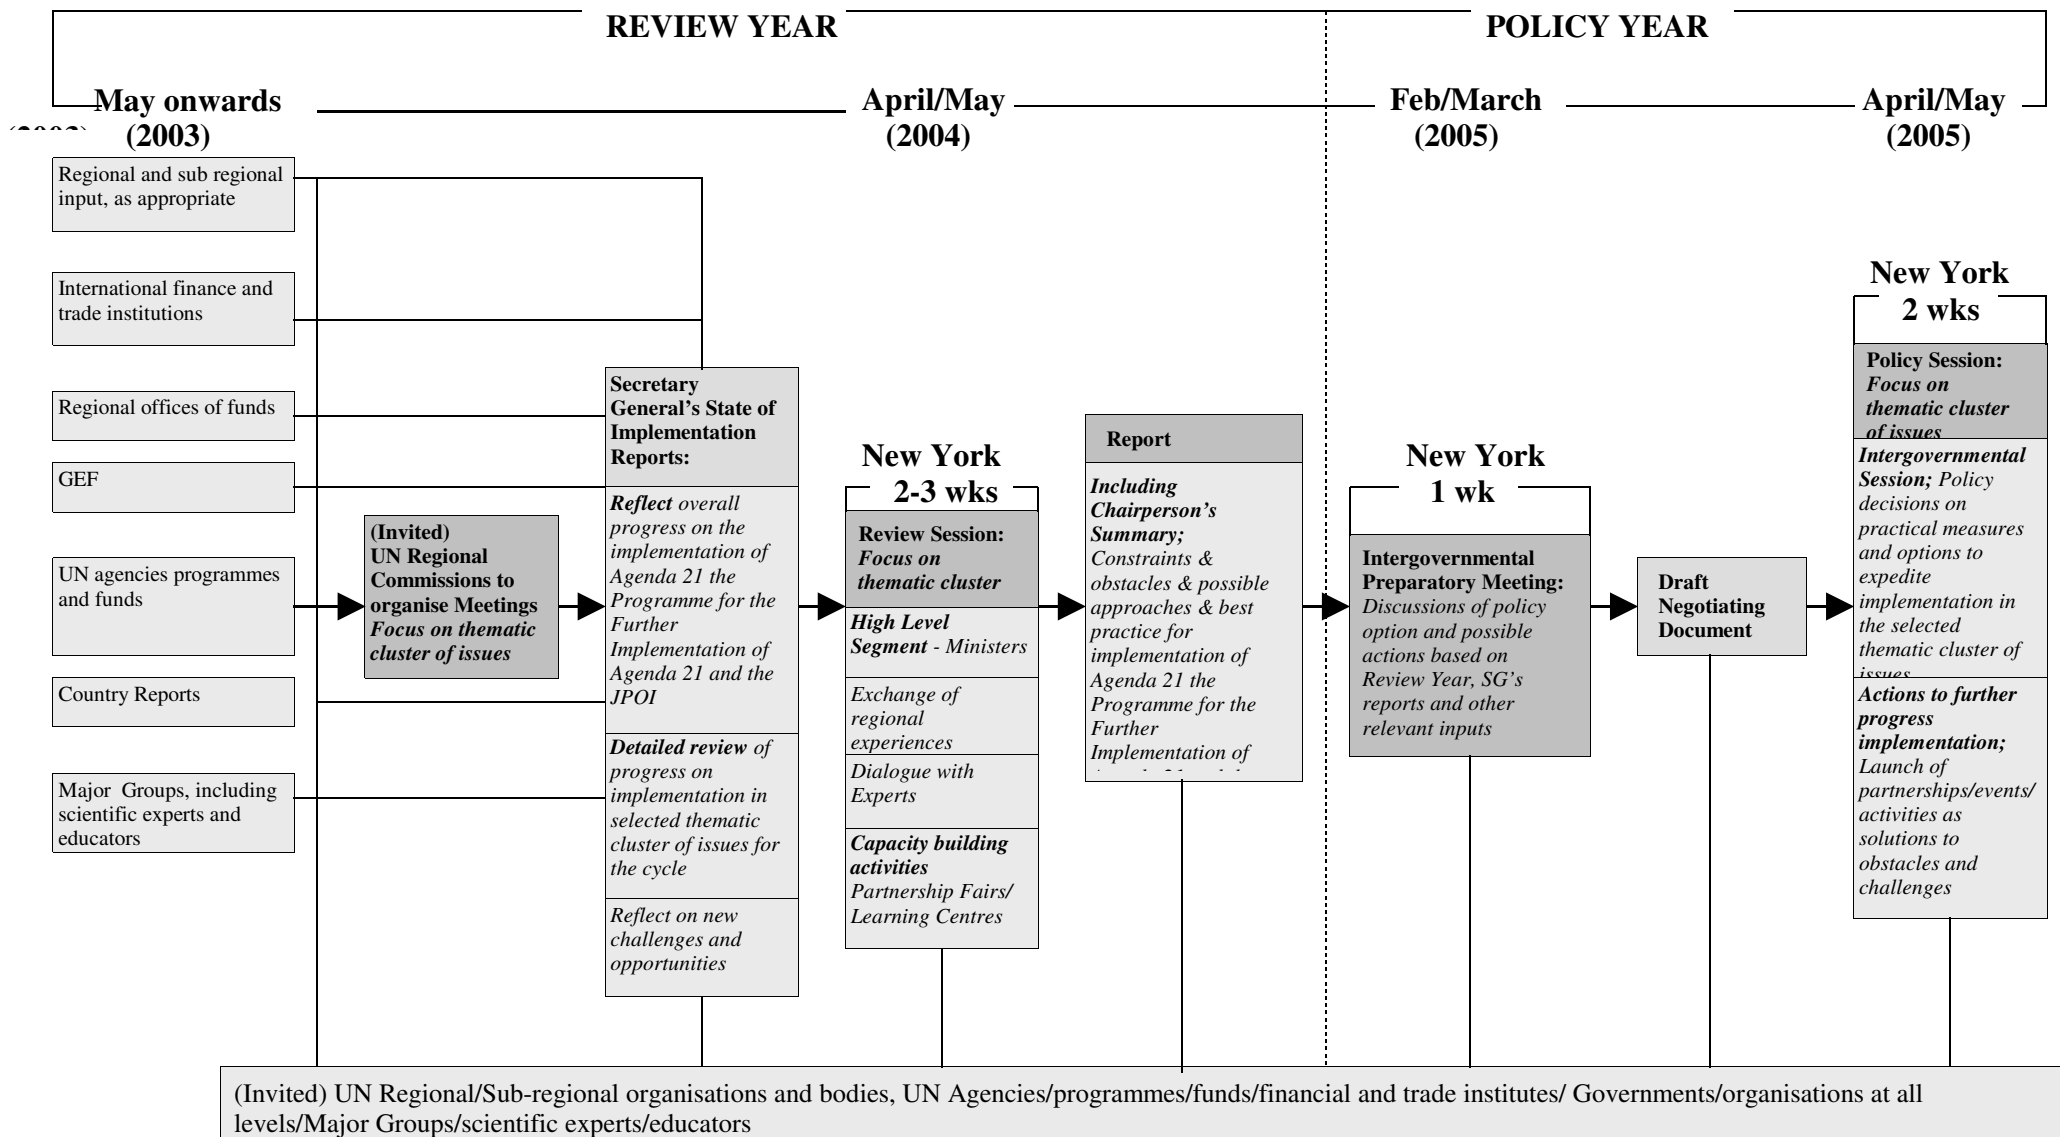 REVIEW YEAR
POLICY YEAR
May onwards
(2003)
April/May
(2004)
Feb/March
(2005)
April/May
(2005)
Regional and sub regional
input, as appropriate
International finance and
trade institutions
Regional offices of funds
GEF
UN agencies programmes
and funds
Country Reports
Major Groups, including
scientific experts and
educators
(Invited)
UN Regional
Commissions to
organise Meetings
Focus on thematic
cluster of issues
Secretary
General’s State of
Implementation
Reports:
Reflect overall
progress on the
implementation of
Agenda 21 the
Programme for the
Further
Implementation of
Agenda 21 and the
JPOI
Detailed review of
progress on
implementation in
selected thematic
cluster of issues for
the cycle
Reflect on new
challenges and
opportunities
New York
2-3 wks
Review Session:
Focus on
thematic cluster
High Level
Segment - Ministers
Exchange of
regional
experiences
Dialogue with
Experts
Capacity building
activities
Partnership Fairs/
Learning Centres
Report
Including
Chairperson’s
Summary;
Constraints &
obstacles & possible
approaches & best
practice for
implementation of
Agenda 21 the
Programme for the
Further
Implementation of
New York
1 wk
Intergovernmental
Preparatory Meeting:
Discussions of policy
option and possible
actions based on
Review Year, SG’s
reports and other
relevant inputs
Draft
Negotiating
Document
New York
2 wks
Policy Session:
Focus on
thematic cluster
of issues
Intergovernmental
Session; Policy
decisions on
practical measures
and options to
expedite
implementation in
the selected
thematic cluster of
issues
Actions to further
progress
implementation;
Launch of
partnerships/events/
activities as
solutions to
obstacles and
challenges
(Invited) UN Regional/Sub-regional organisations and bodies, UN Agencies/programmes/funds/financial and trade institutes/ Governments/organisations at all
levels/Major Groups/scientific experts/educators